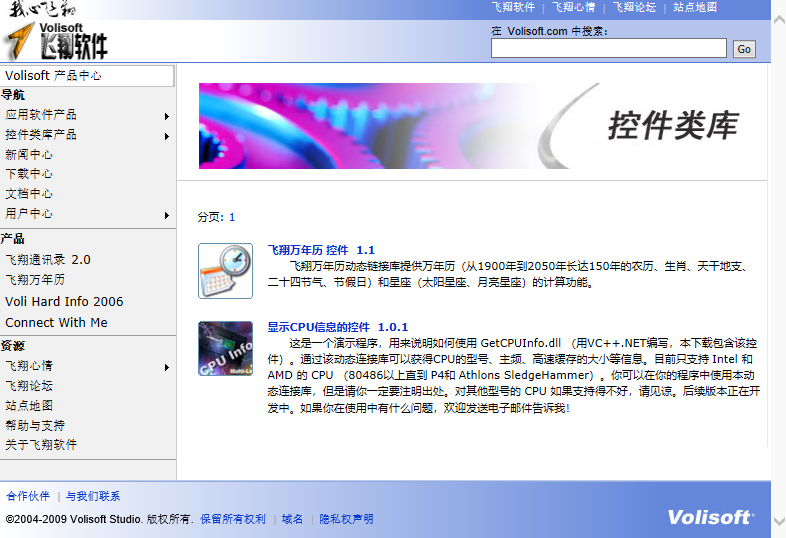 我心飞翔
飞翔软件 | 飞翔心情 | 飞翔论坛 | 站点地图
Volisoft
飞翔软件
在 Volisoft.com 中搜索：
Go
Volisoft 产品中心
导航
应用软件产品
控件类库产品
新闻中心
下载中心
文档中心
用户中心
产品
飞翔通讯录 2.0
飞翔万年历
Voli Hard Info 2006
Connect With Me
资源
飞翔心情
飞翔论坛
站点地图
帮助与支持
关于飞翔软件
控件类库
分页: 1
飞翔万年历 控件 1.1
飞翔万年历动态链接库提供万年历（从1900年到2050年长达150年的农历、生肖、天干地支、
二十四节气、节假日）和星座（太阳星座、月亮星座）的计算功能。
CPU Info
Multi-La
显示CPU信息的控件 1.0.1
这是一个演示程序，用来说明如何使用 GetCPUInfo.dll （用VC++.NET编写，本下载包含该控
件）。通过该动态连接库可以获得CPU的型号、主频、高速缓存的大小等信息。目前只支持 Intel 和
AMD 的 CPU （80486以上直到 P4和 Athlons SledgeHammer）。你可以在你的程序中使用本动
态连接库，但是请你一定要注明出处。对其他型号的 CPU 如果支持得不好，请见谅。后续版本正在开
发中。如果你在使用中有什么问题，欢迎发送电子邮件告诉我！
合作伙伴 | 与我们联系
©2004-2009 Volisoft Studio. 版权所有. 保留所有权利 | 域名 | 隐私权声明
Volisoft